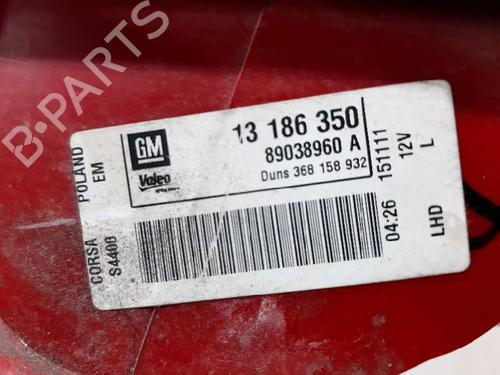 B-PARTS
GM
Valeo
13 186 350
89038960 A
Duns 368 158 932
POLAND
EM
CORSA
S4400
151111
12V
L
04:26
LHD